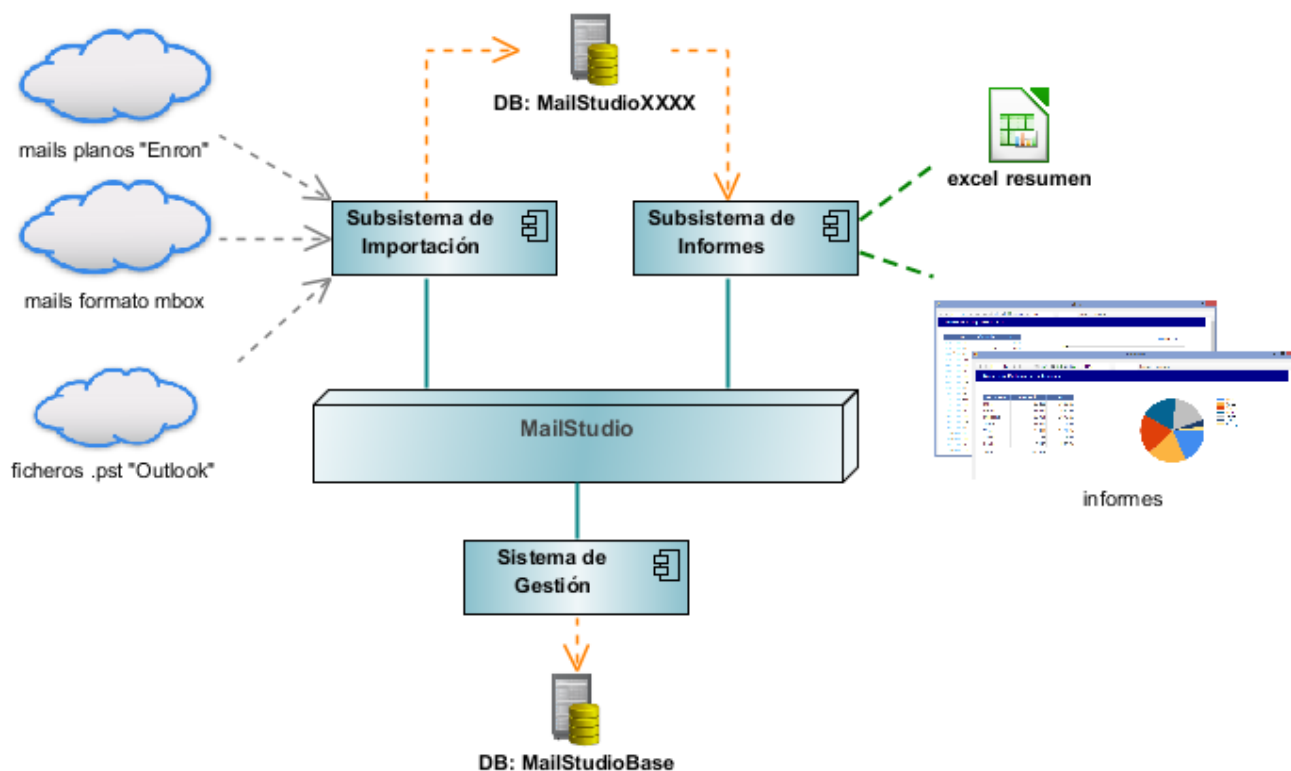 DB: MailStudioXXXX
mails planos "Enron"
excel resumen
Subsistema de
Importación
Subsistema de
Informes
mails formato mbox
MailStudio
ficheros .pst "Outlook"
informes
Sistema de
Gestión
DB: MailStudioBase